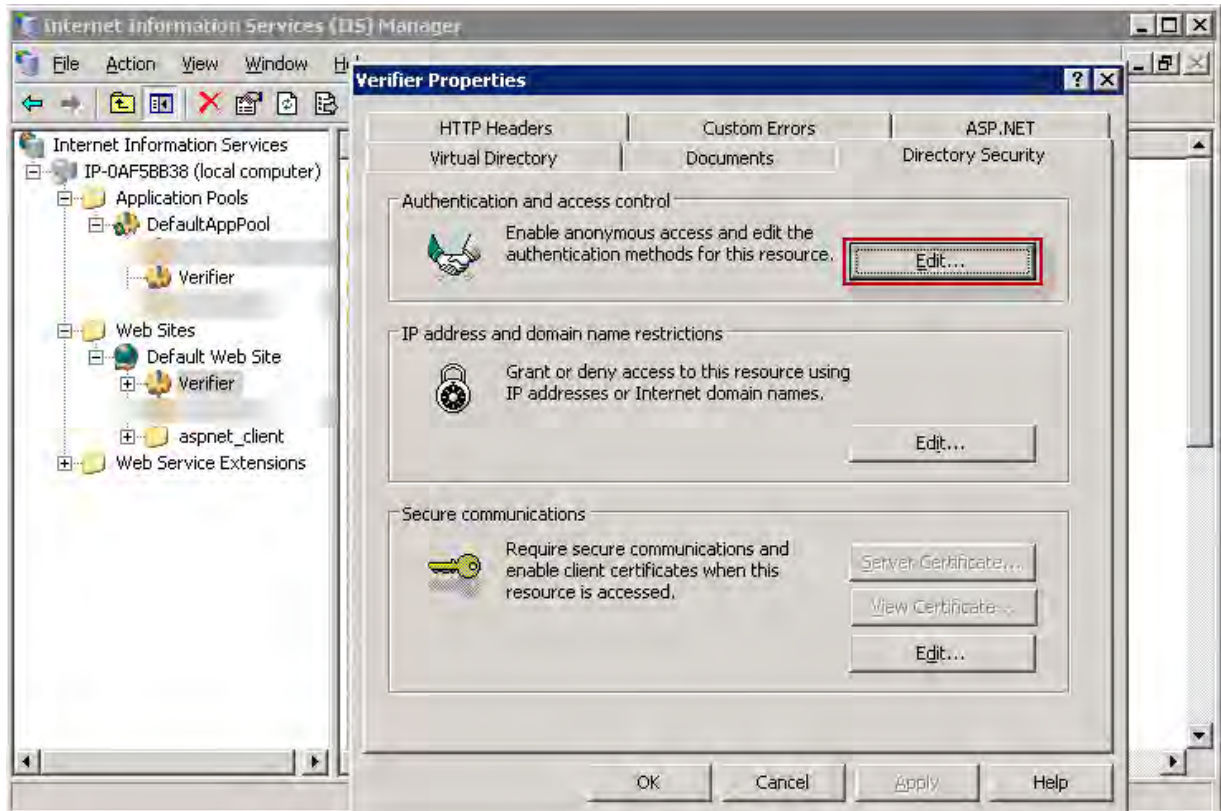 Internet Information Services (IIS) Manager
File Action View Window
Verifier Properties
HTTP Headers Custom Errors ASP.NET
Virtual Directory Documents Directory Security
Internet Information Services
IP-0AF5BB38 (local computer)
Application Pools
DefaultAppPool
Verifier
Web Sites
Default Web Site
Verifier
aspnet_client
Web Service Extensions
Authentication and access control
Enable anonymous access and edit the
authentication methods for this resource.
Edit...
IP address and domain name restrictions
Grant or deny access to this resource using
IP addresses or Internet domain names.
Edit...
Secure communications
Require secure communications and
enable client certificates when this
resource is accessed.
Server Certificate...
View Certificate...
Edit...
OK Cancel Apply Help